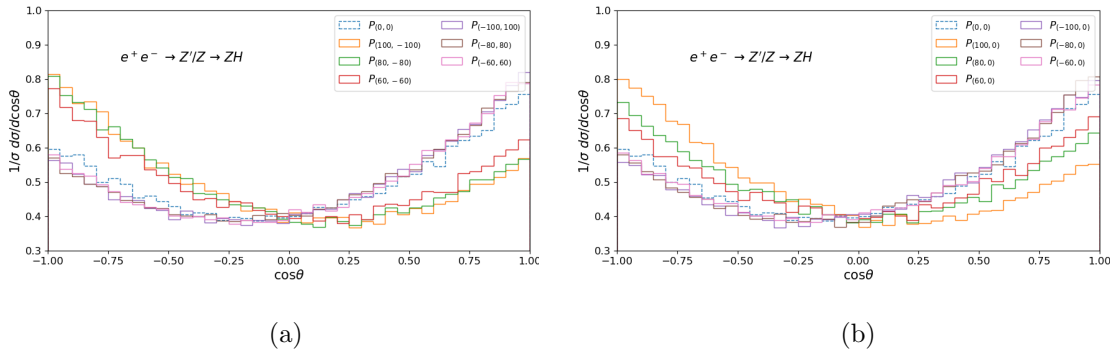 1.0
0.9
0.8
0.7
0.6
0.5
0.4
0.3
1/σ dσ/dcosθ
e⁺e⁻ → Z'/Z → ZH
P(0, 0)
P(100, −100)
P(80, −80)
P(60, −60)
P(−100, 100)
P(−80, 80)
P(−60, 60)
−1.00 −0.75 −0.50 −0.25 0.00 0.25 0.50 0.75 1.00
cosθ
(a)
1.0
0.9
0.8
0.7
0.6
0.5
0.4
0.3
1/σ dσ/dcosθ
e⁺e⁻ → Z'/Z → ZH
P(0, 0)
P(100, 0)
P(80, 0)
P(60, 0)
P(−100, 0)
P(−80, 0)
P(−60, 0)
−1.00 −0.75 −0.50 −0.25 0.00 0.25 0.50 0.75 1.00
cosθ
(b)